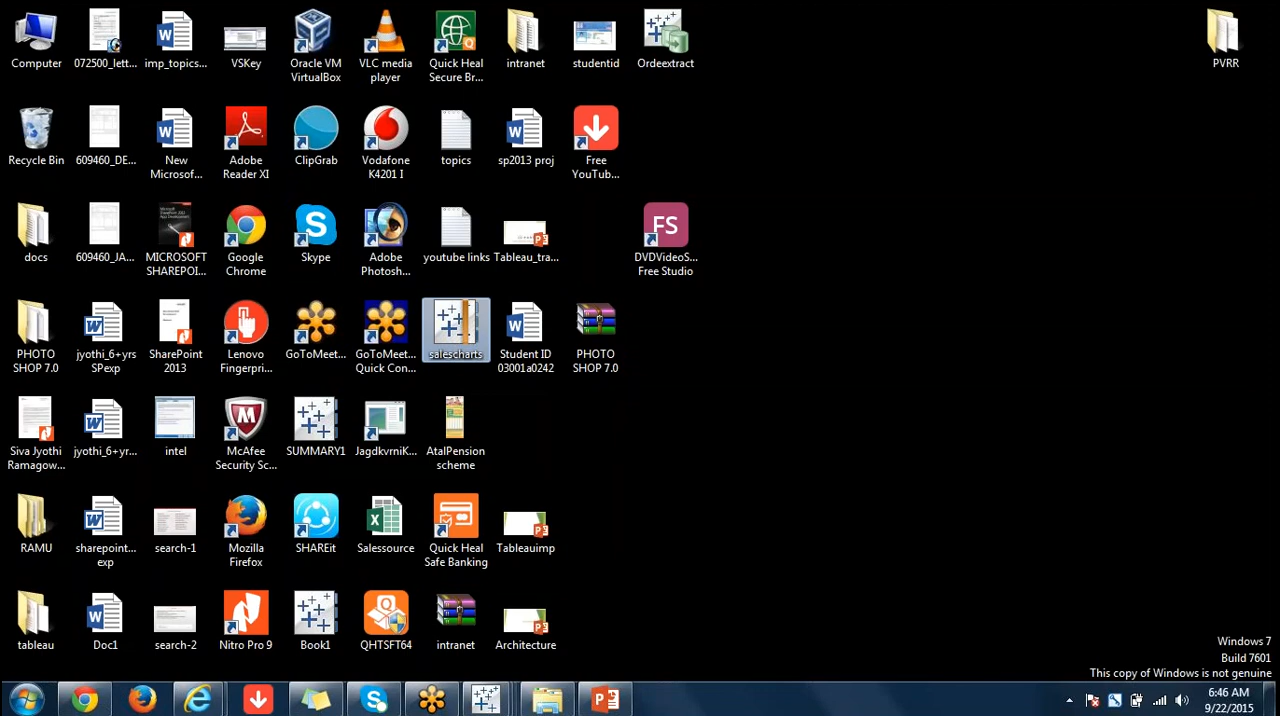 Computer
072500_lett...
imp_topics...
VSKey
Oracle VM
VirtualBox
VLC media
player
Quick Heal
Secure Br...
intranet
studentid
Ordeextract
PVRR
Recycle Bin
609460_DE...
New
Microsof...
Adobe
Reader XI
ClipGrab
Vodafone
K4201 I
topics
sp2013 proj
Free
YouTub...
docs
609460_JA...
MICROSOFT
SHAREPOI...
Google
Chrome
Skype
Adobe
Photosh...
youtube links
Tableau_tra...
FS
DVDVideoS...
Free Studio
PHOTO
SHOP 7.0
jyothi_6+yrs
SPexp
SharePoint
2013
Lenovo
Fingerpri...
GoToMeet...
GoToMeet...
Quick Con...
salescharts
Student ID
03001a0242
PHOTO
SHOP 7.0
Siva Jyothi
Ramagow...
jyothi_6+yr...
intel
McAfee
Security Sc...
SUMMARY1
JagdkvrniK...
AtalPension
scheme
RAMU
sharepoint...
exp
search-1
Mozilla
Firefox
SHAREit
Salessource
Quick Heal
Safe Banking
Tableauimp
tableau
Doc1
search-2
Nitro Pro 9
Book1
QHTSFT64
intranet
Architecture
Windows 7
Build 7601
This copy of Windows is not genuine
6:46 AM
9/22/2015